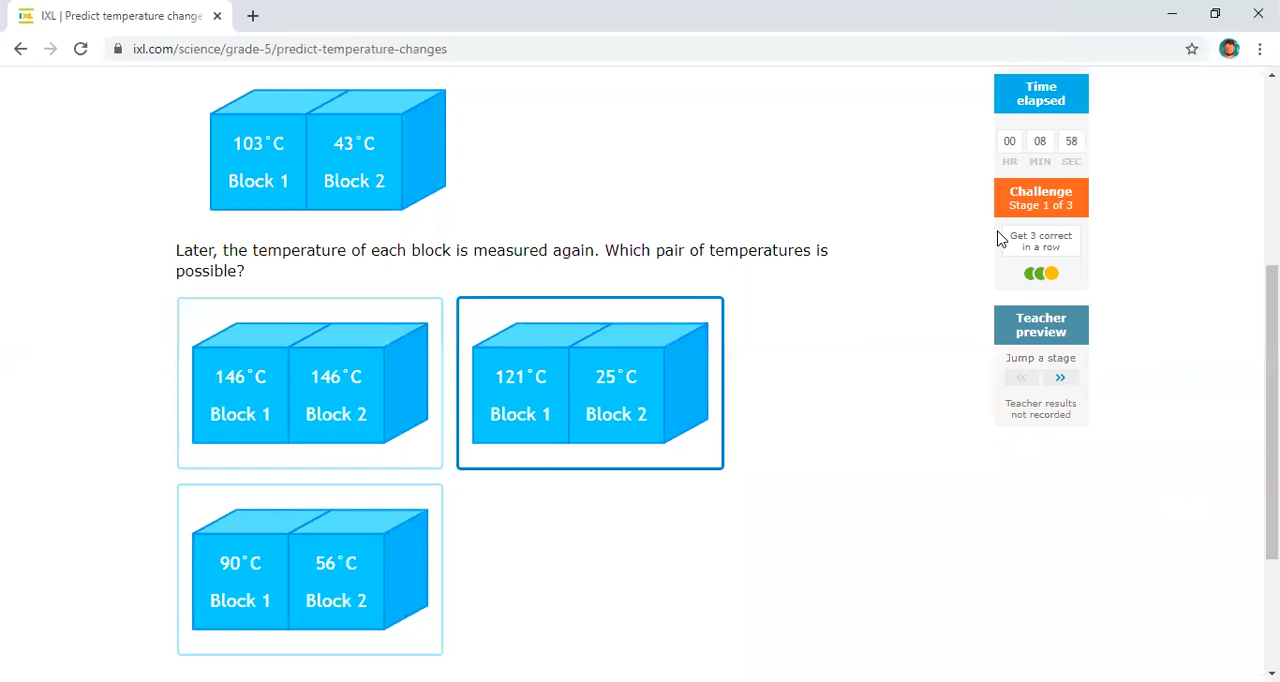 IXL | Predict temperature change
ixl.com/science/grade-5/predict-temperature-changes
103°C 43°C
Block 1 Block 2
Later, the temperature of each block is measured again. Which pair of temperatures is
possible?
146°C 146°C
Block 1 Block 2
121°C 25°C
Block 1 Block 2
90°C 56°C
Block 1 Block 2
Time
elapsed
00 08 58
HR MIN SEC
Challenge
Stage 1 of 3
Get 3 correct
in a row
Teacher
preview
Jump a stage
<< >>
Teacher results
not recorded